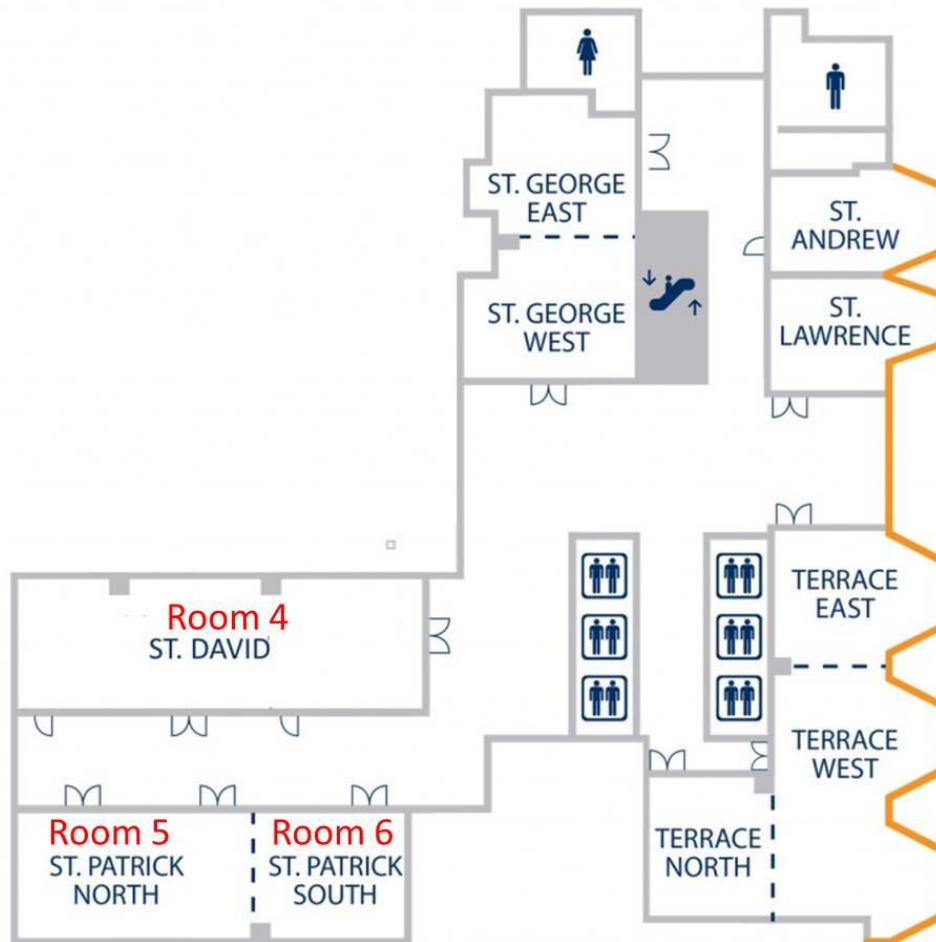 ST. GEORGE
EAST
ST.
ANDREW
ST. GEORGE
WEST
ST.
LAWRENCE
TERRACE
EAST
Room 4
ST. DAVID
TERRACE
WEST
Room 5
ST. PATRICK
NORTH
Room 6
ST. PATRICK
SOUTH
TERRACE
NORTH